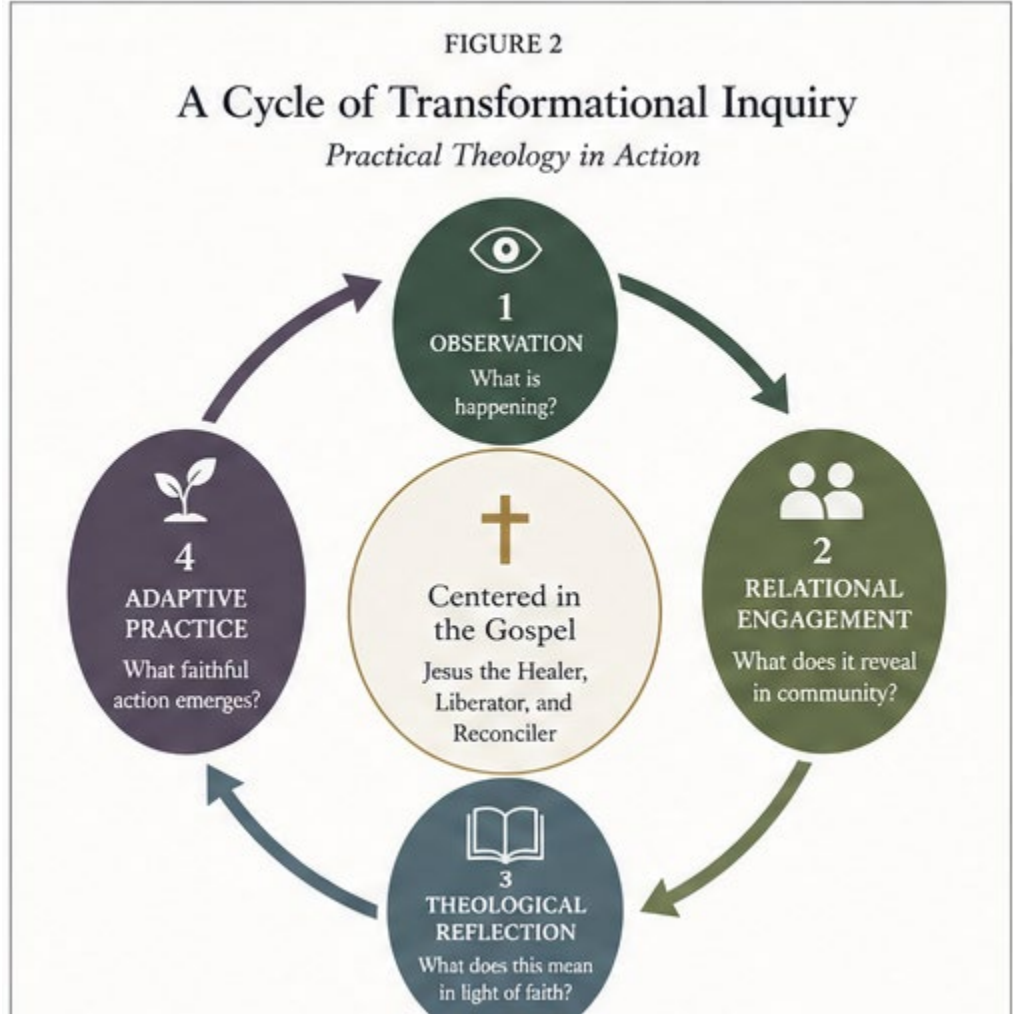 FIGURE 2
A Cycle of Transformational Inquiry
Practical Theology in Action
1
OBSERVATION
What is
happening?
2
RELATIONAL
ENGAGEMENT
What does it reveal
in community?
3
THEOLOGICAL
REFLECTION
What does this mean
in light of faith?
4
ADAPTIVE
PRACTICE
What faithful
action emerges?
Centered in
the Gospel
Jesus the Healer,
Liberator, and
Reconciler